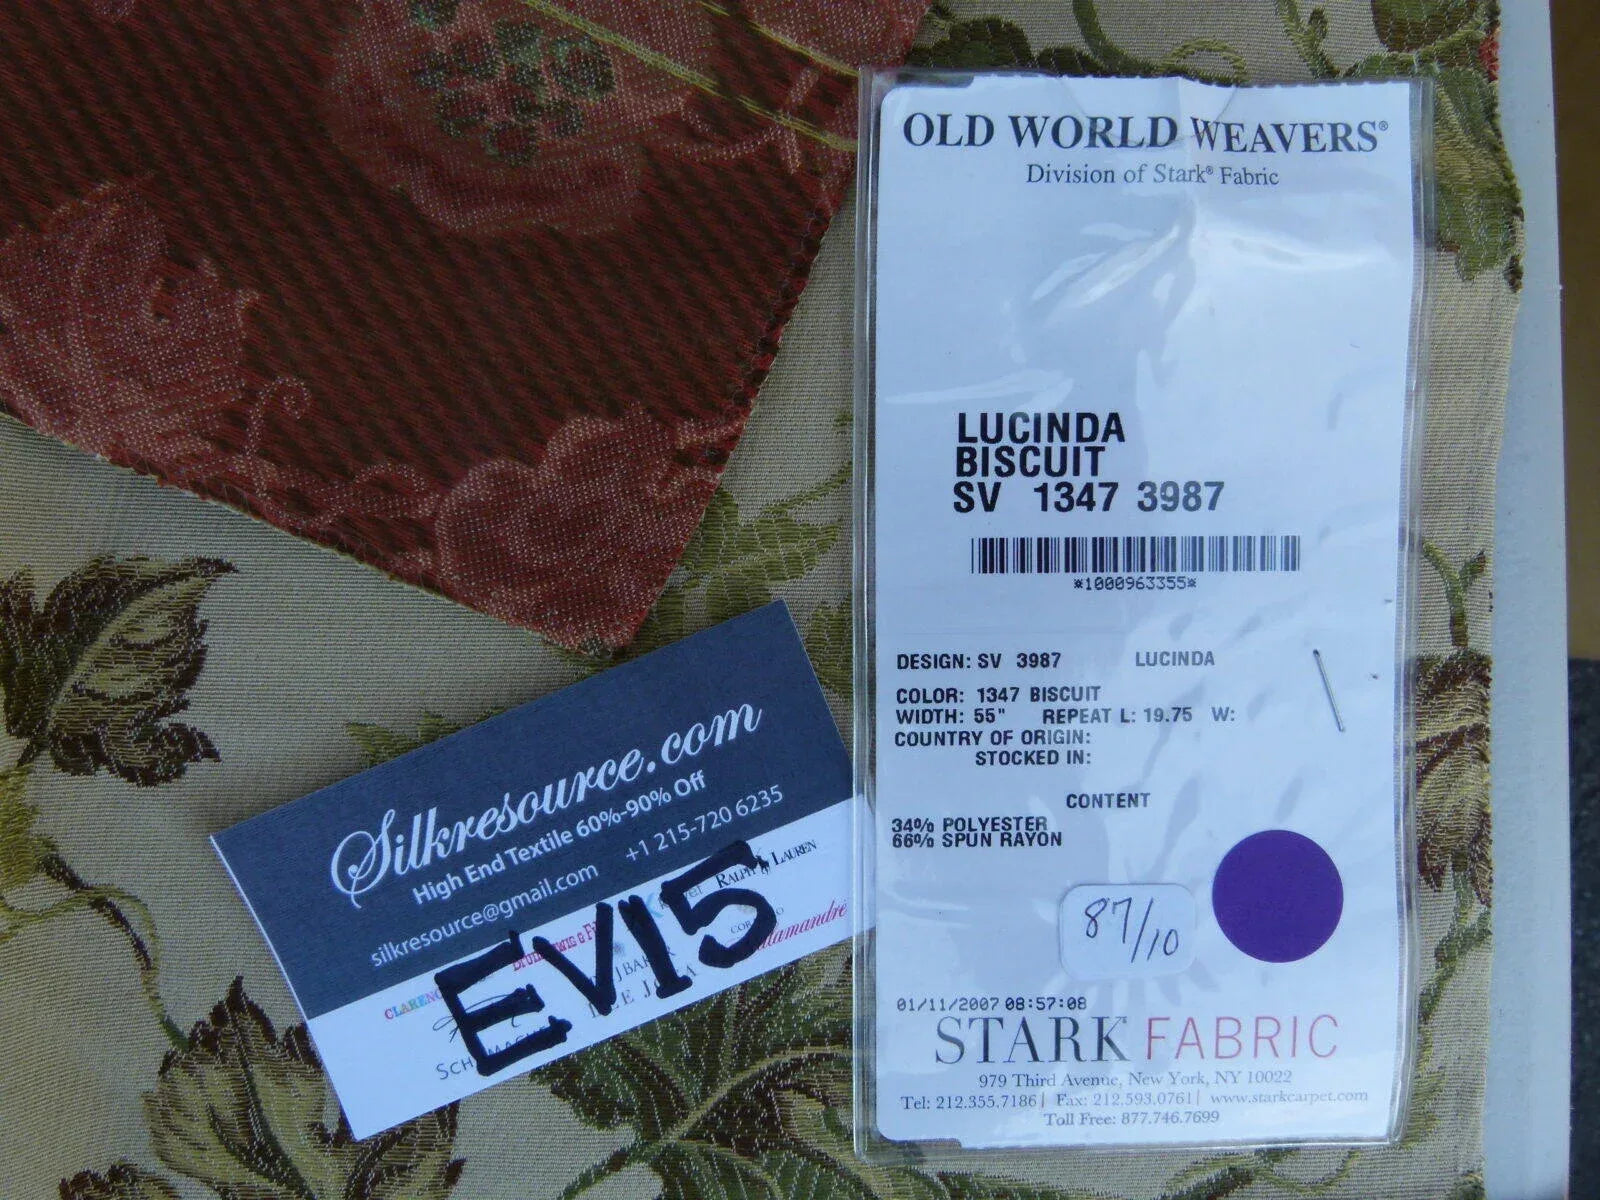 OLD WORLD WEAVERS®
Division of Stark® Fabric
LUCINDA
BISCUIT
SV 1347 3987
*1000963355*
DESIGN: SV 3987 LUCINDA
COLOR: 1347 BISCUIT
WIDTH: 55" REPEAT L: 19.75 W:
COUNTRY OF ORIGIN:
STOCKED IN:
CONTENT
34% POLYESTER
66% SPUN RAYON
87/10
01/11/2007 08:57:08
STARK FABRIC
979 Third Avenue, New York, NY 10022
Tel: 212.355.7186| Fax: 212.593.0761| www.starkcarpet.com
Toll Free: 877.746.7699
Silkresource.com
High End Textile 60%-90% Off
silkresource@gmail.com +1 215-720 6235
RALPH LAUREN
EV15